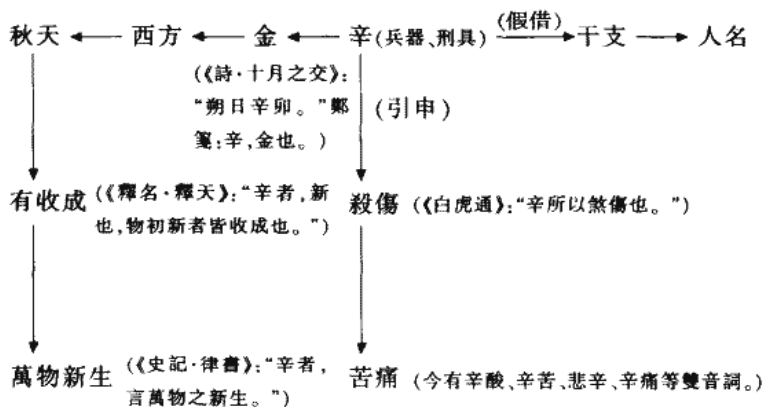 秋天 西方 金 辛(兵器、刑具) (假借) 干支 人名
(《詩·十月之交》:
“朔日辛卯。”鄭
箋:辛,金也。)
(引申)
有收成 (《釋名·釋天》:“辛者,新
也,物初新者皆收成也。”)
殺傷 (《白虎通》:“辛所以煞傷也。”)
萬物新生 (《史記·律書》:“辛者,
言萬物之新生。”)
苦痛 (今有辛酸、辛苦、悲辛、辛痛等雙音詞。)